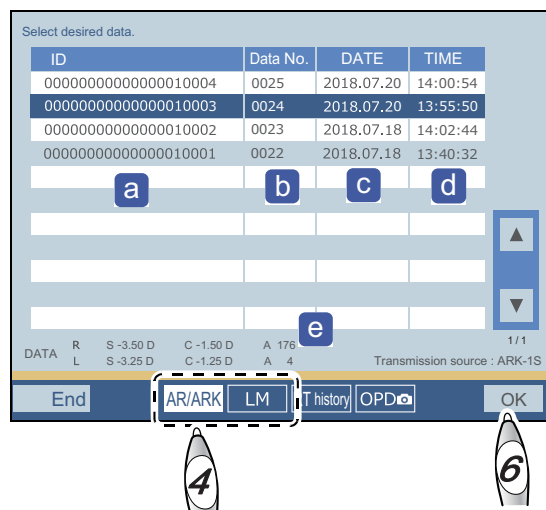 Select desired data.
ID Data No. DATE TIME
00000000000000010004 0025 2018.07.20 14:00:54
00000000000000010003 0024 2018.07.20 13:55:50
00000000000000010002 0023 2018.07.18 14:02:44
00000000000000010001 0022 2018.07.18 13:40:32
a b c d
e
1/1
DATA R S -3.50 D C -1.50 D A 176
L S -3.25 D C -1.25 D A 4 Transmission source : ARK-1S
End AR/ARK LM T history OPD OK
4 6